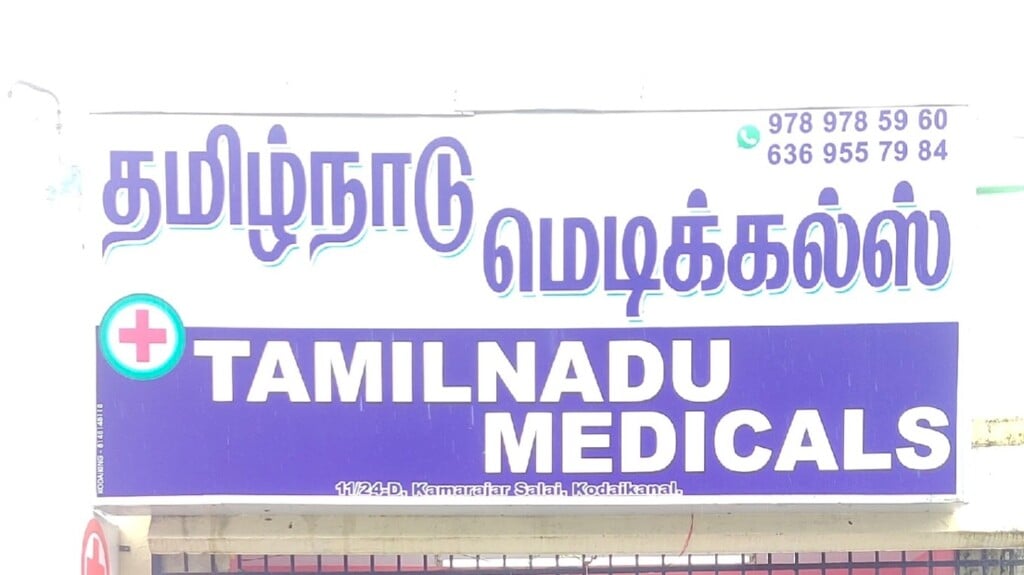 978 978 59 60
636 955 79 84
தமிழ்நாடு
மெடிக்கல்ஸ்
TAMILNADU
MEDICALS
11/24-D, Kamarajar Salai, Kodaikanal.